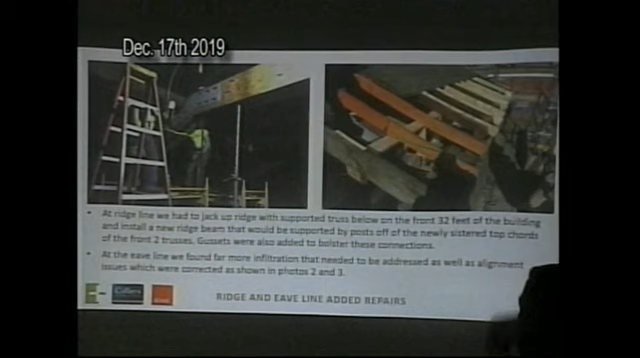 Dec. 17th 2019
• At ridge line we had to jack up ridge with supported truss below on the front 32 feet of the building
and install a new ridge beam that would be supported by posts off of the newly sistered top chords
of the front 2 trusses. Gussets were also added to bolster these connections.
• At the eave line we found far more infiltration that needed to be addressed as well as alignment
issues which were corrected as shown in photos 2 and 3.
Colliers
RIDGE AND EAVE LINE ADDED REPAIRS